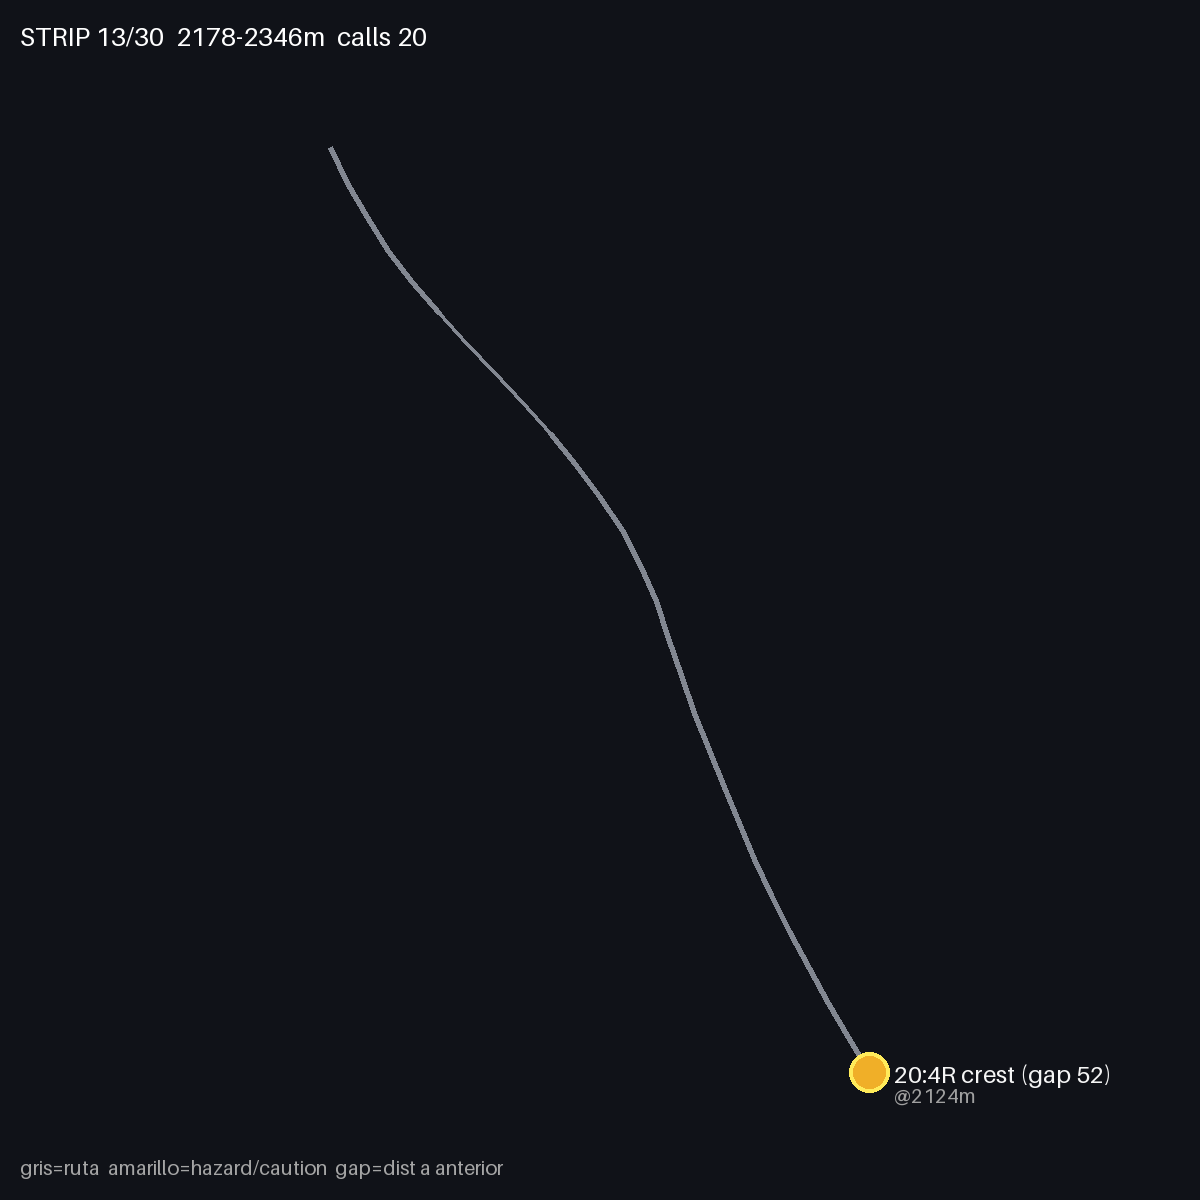 STRIP 13/30  2178-2346m  calls 20
20:4R crest (gap 52)
@2124m
gris=ruta  amarillo=hazard/caution  gap=dist a anterior